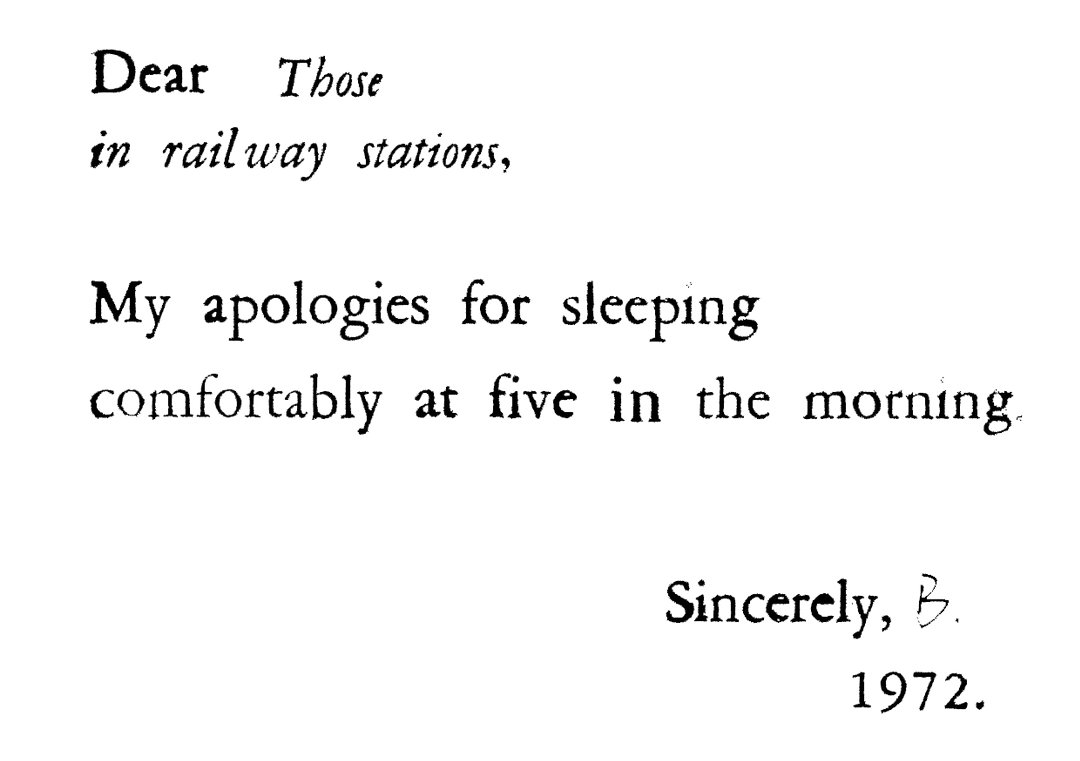 Dear Those
in railway stations,
My apologies for sleeping
comfortably at five in the morning.
Sincerely, B.
1972.